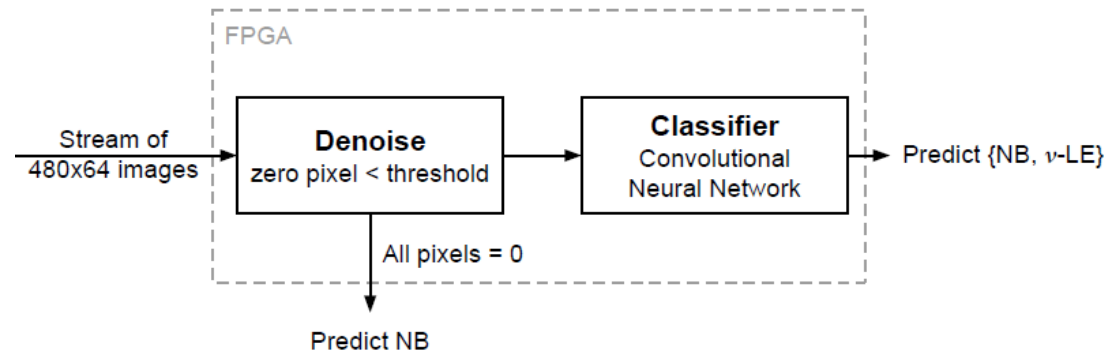 FPGA
Stream of
480x64 images
Denoise
zero pixel < threshold
Classifier
Convolutional
Neural Network
Predict {NB, ν-LE}
All pixels = 0
Predict NB